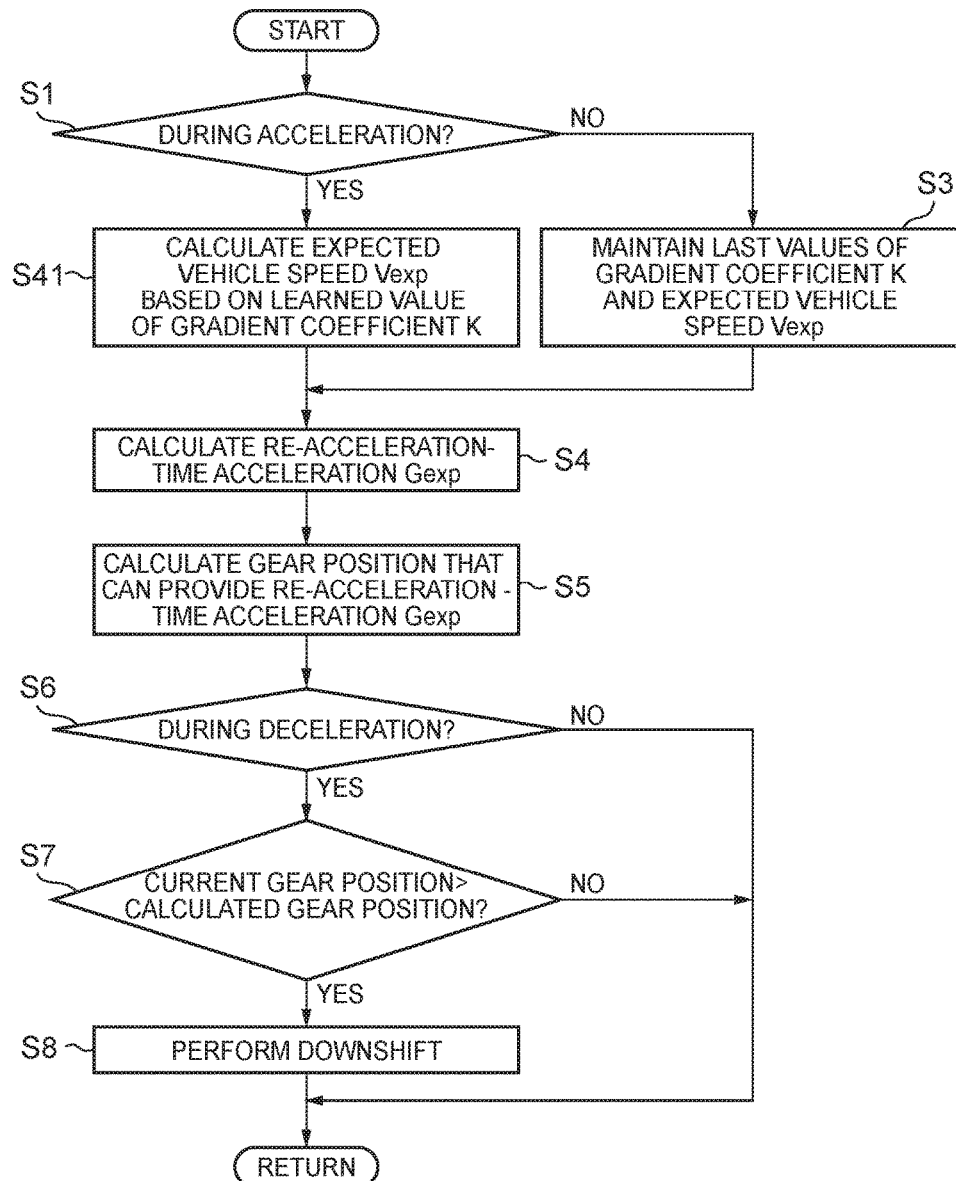 START
S1
DURING ACCELERATION?
NO
YES
S3
S41
CALCULATE EXPECTED
VEHICLE SPEED Vexp
BASED ON LEARNED VALUE
OF GRADIENT COEFFICIENT K
MAINTAIN LAST VALUES OF
GRADIENT COEFFICIENT K
AND EXPECTED VEHICLE
SPEED Vexp
CALCULATE RE-ACCELERATION-
TIME ACCELERATION Gexp
S4
CALCULATE GEAR POSITION THAT
CAN PROVIDE RE-ACCELERATION -
TIME ACCELERATION Gexp
S5
S6
DURING DECELERATION?
NO
YES
S7
CURRENT GEAR POSITION>
CALCULATED GEAR POSITION?
NO
YES
S8
PERFORM DOWNSHIFT
RETURN